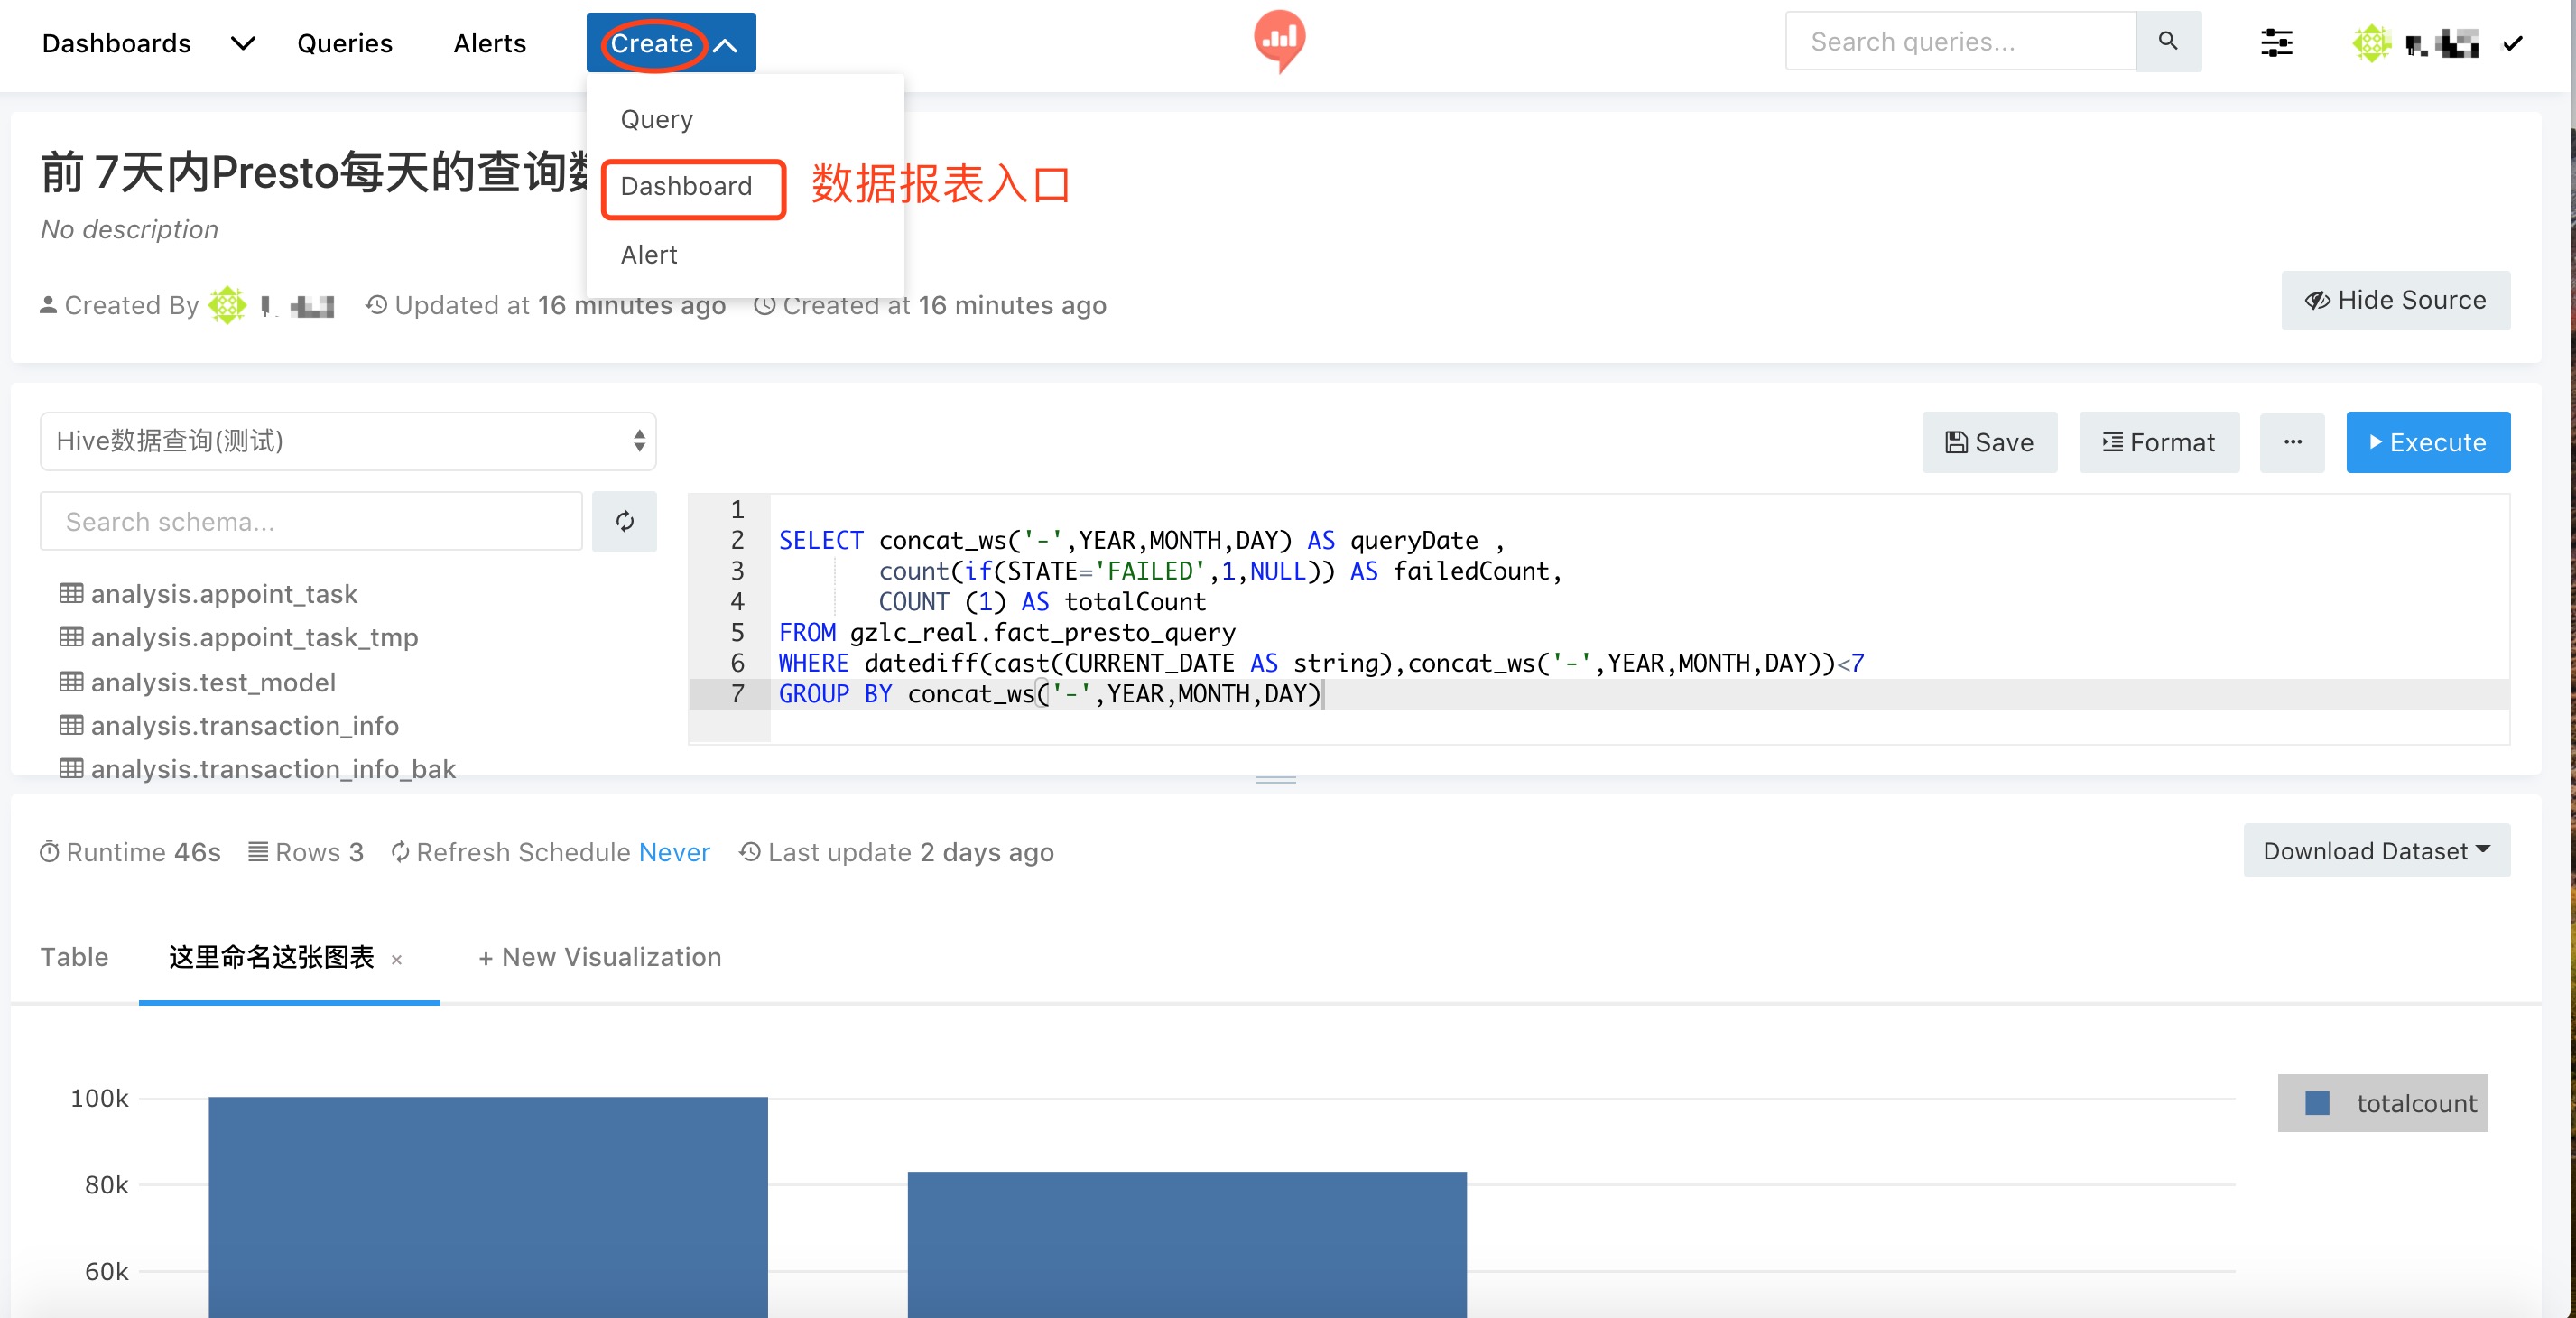 Dashboards Queries Alerts Create Search queries...
Query
Dashboard 数据报表入口
Alert
前 7天内Presto每天的查询
No description
Created By Updated at 16 minutes ago Created at 16 minutes ago
Hide Source
Hive数据查询(测试)
Save Format ... Execute
Search schema...
analysis.appoint_task
analysis.appoint_task_tmp
analysis.test_model
analysis.transaction_info
analysis.transaction_info_bak
1
2 SELECT concat_ws('-',YEAR,MONTH,DAY) AS queryDate ,
3 count(if(STATE='FAILED',1,NULL)) AS failedCount,
4 COUNT (1) AS totalCount
5 FROM gzlc_real.fact_presto_query
6 WHERE datediff(cast(CURRENT_DATE AS string),concat_ws('-',YEAR,MONTH,DAY))<7
7 GROUP BY concat_ws('-',YEAR,MONTH,DAY)
Runtime 46s Rows 3 Refresh Schedule Never Last update 2 days ago
Download Dataset
Table 这里命名这张图表 × + New Visualization
100k
80k
60k
totalcount